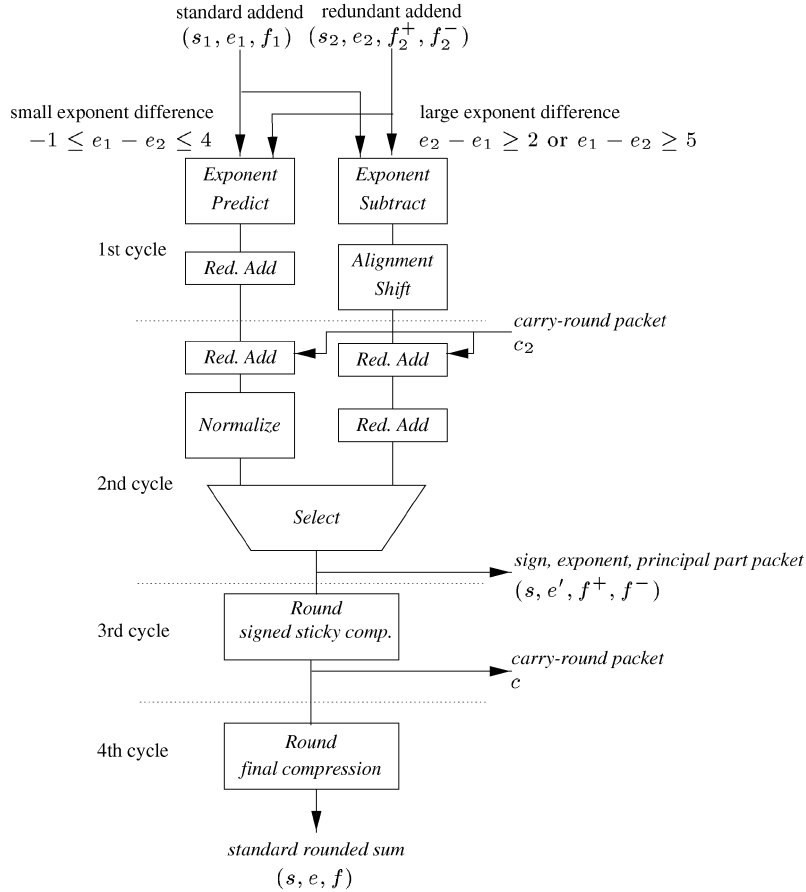 standard addend redundant addend
(s₁, e₁, f₁) (s₂, e₂, f₂⁺, f₂⁻)
small exponent difference
−1 ≤ e₁ − e₂ ≤ 4
large exponent difference
e₂ − e₁ ≥ 2 or e₁ − e₂ ≥ 5
Exponent
Predict
Exponent
Subtract
1st cycle
Red. Add
Alignment
Shift
carry-round packet
c₂
Red. Add
Red. Add
Normalize
Red. Add
2nd cycle
Select
sign, exponent, principal part packet
(s, e′, f⁺, f⁻)
3rd cycle
Round
signed sticky comp.
carry-round packet
c
4th cycle
Round
final compression
standard rounded sum
(s, e, f)